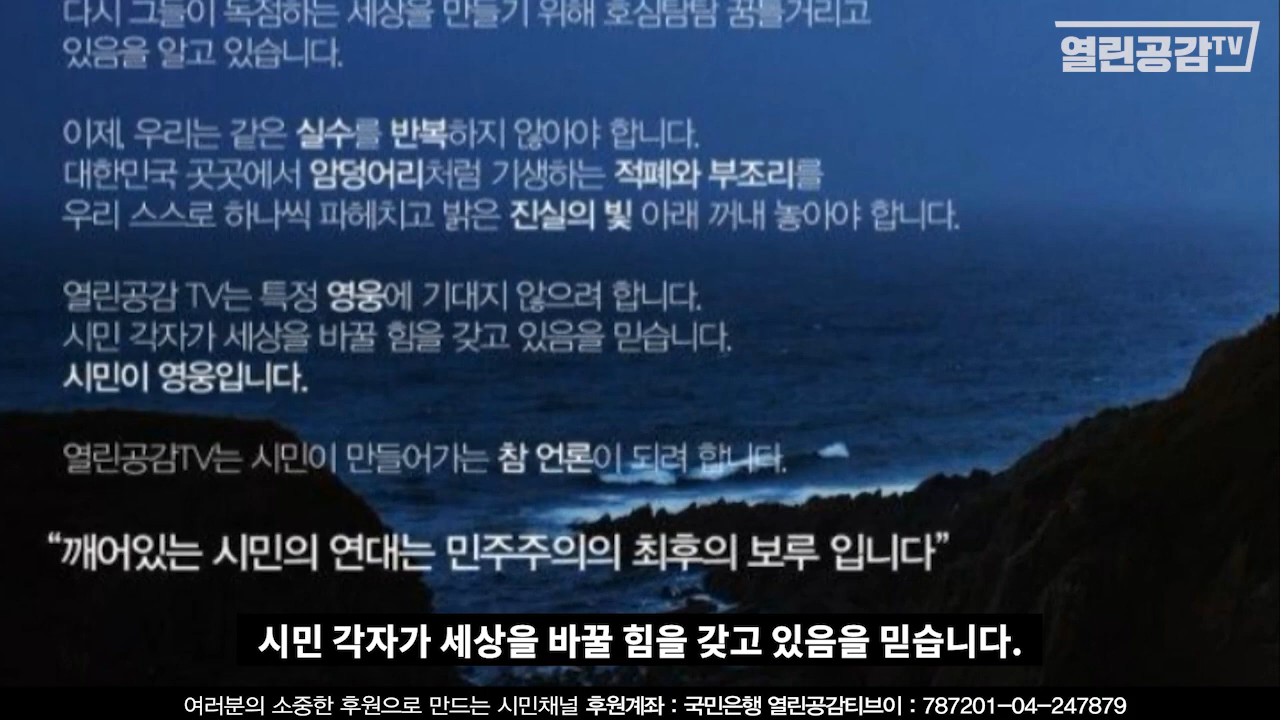 다시 그들이 독점하는 세상을 만들기 위해 호심탐탐 꿈틀거리고
있음을 알고 있습니다.
열린공감TV
이제, 우리는 같은 실수를 반복하지 않아야 합니다.
대한민국 곳곳에서 암덩어리처럼 기생하는 적폐와 부조리를
우리 스스로 하나씩 파헤치고 밝은 진실의 빛 아래 꺼내 놓아야 합니다.
열린공감 TV는 특정 영웅에 기대지 않으려 합니다.
시민 각자가 세상을 바꿀 힘을 갖고 있음을 믿습니다.
시민이 영웅입니다.
열린공감TV는 시민이 만들어가는 참 언론이 되려 합니다.
“깨어있는 시민의 연대는 민주주의의 최후의 보루 입니다”
시민 각자가 세상을 바꿀 힘을 갖고 있음을 믿습니다.
여러분의 소중한 후원으로 만드는 시민채널 후원계좌 : 국민은행 열린공감티브이 : 787201-04-247879